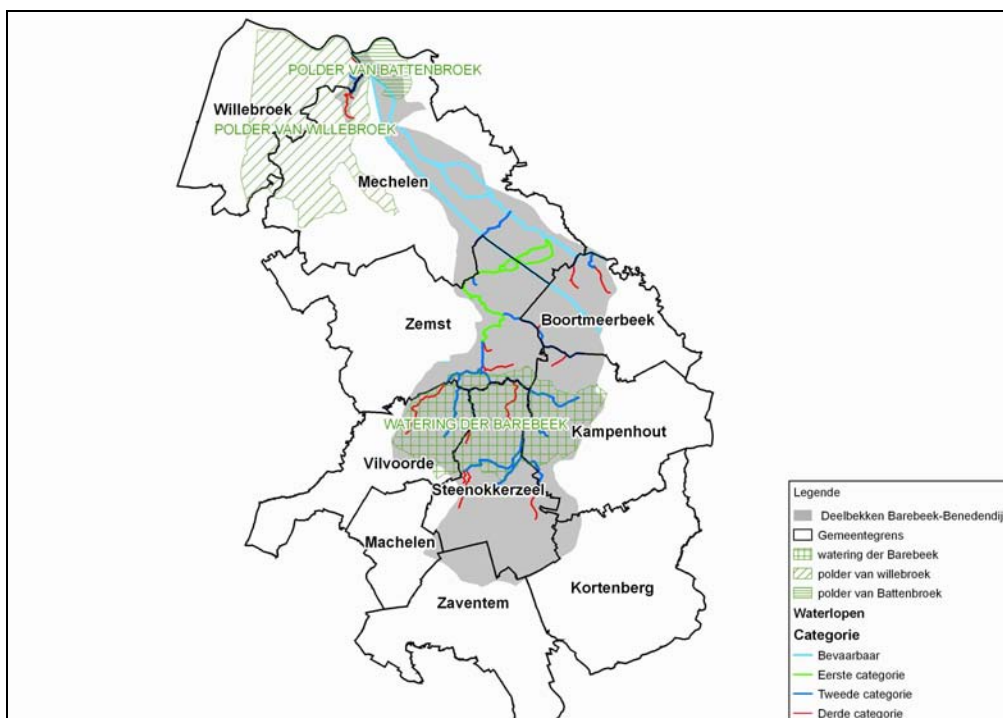 POLDER VAN BATTENBROEK
Willebroek
POLDER VAN WILLEBROEK
Mechelen
Zemst
Boortmeerbeek
WATERING DER BAREBEEK
Kampenhout
Vilvoorde
Steenokkerzeel
Machelen
Kortenberg
Zaventem
Legende
Deelbekken Barebeek-Benedendij
Gemeentegrens
watering der Barebeek
polder van willebroek
polder van Battenbroek
Waterlopen
Categorie
Bevaarbaar
Eerste categorie
Tweede categorie
Derde categorie